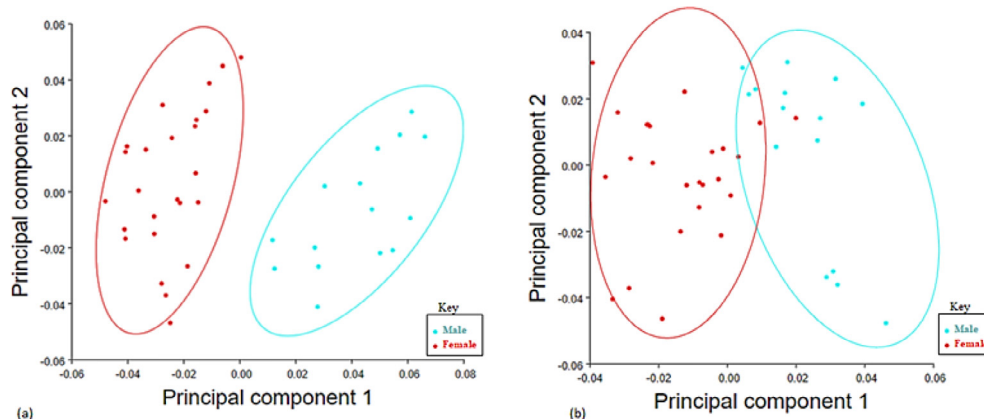 0.06
0.04
0.02
0.00
-0.02
-0.04
-0.06
Principal component 2
-0.06 -0.04 -0.02 0.00 0.02 0.04 0.06 0.08
Principal component 1
Key
Male
Female
(a)
0.04
0.02
0.00
-0.02
-0.04
-0.06
Principal component 2
-0.04 -0.02 0.00 0.02 0.04 0.06
Principal component 1
Key
Male
Female
(b)